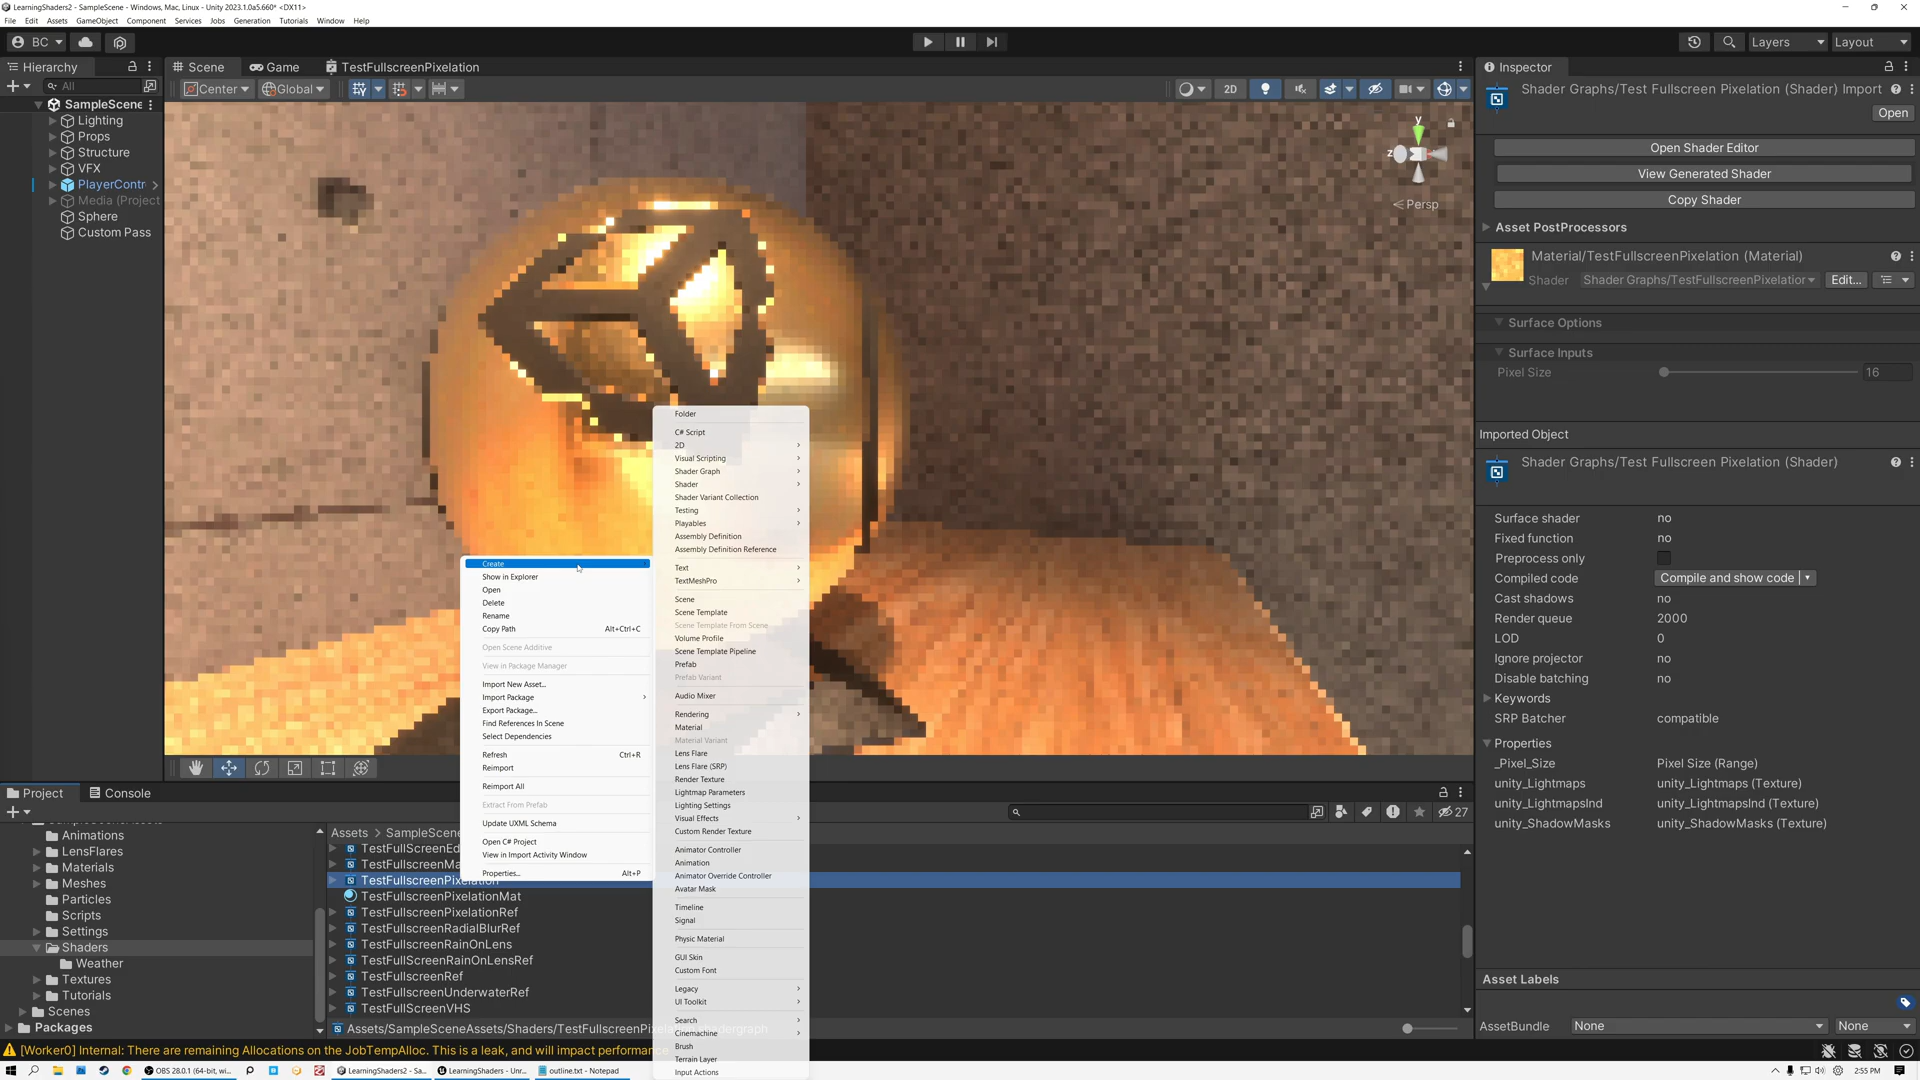 LearningShaders2 - SampleScene - Windows, Mac, Linux - Unity 2023.1.0a5.660* <DX11>
File Edit Assets GameObject Component Services Jobs Generation Tutorials Window Help
BC Layers Layout
Hierarchy Scene Game TestFullscreenPixelation Inspector
All Center Global 2D Shader Graphs/Test Fullscreen Pixelation (Shader) Import
SampleScene
Open
Lighting
Props
Structure
VFX
PlayerContr
Media (Project
Sphere
Custom Pass
y
z
Persp
Open Shader Editor
View Generated Shader
Copy Shader
Asset PostProcessors
Material/TestFullscreenPixelation (Material)
Shader Shader Graphs/TestFullscreenPixelation Edit...
Surface Options
Surface Inputs
Pixel Size 16
Imported Object
Shader Graphs/Test Fullscreen Pixelation (Shader)
Surface shader no
Fixed function no
Preprocess only
Compiled code Compile and show code
Cast shadows no
Render queue 2000
LOD 0
Ignore projector no
Disable batching no
Keywords
SRP Batcher compatible
Properties
_Pixel_Size Pixel Size (Range)
unity_Lightmaps unity_Lightmaps (Texture)
unity_LightmapsInd unity_LightmapsInd (Texture)
unity_ShadowMasks unity_ShadowMasks (Texture)
Asset Labels
AssetBundle None None
Create
Show in Explorer
Open
Delete
Rename
Copy Path Alt+Ctrl+C
Open Scene Additive
View in Package Manager
Import New Asset...
Import Package
Export Package...
Find References In Scene
Select Dependencies
Refresh Ctrl+R
Reimport
Reimport All
Extract From Prefab
Update UXML Schema
Open C# Project
View in Import Activity Window
Properties... Alt+P
Folder
C# Script
2D
Visual Scripting
Shader Graph
Shader
Shader Variant Collection
Testing
Playables
Assembly Definition
Assembly Definition Reference
Text
TextMeshPro
Scene
Scene Template
Scene Template From Scene
Volume Profile
Scene Template Pipeline
Prefab
Prefab Variant
Audio Mixer
Rendering
Material
Material Variant
Lens Flare
Lens Flare (SRP)
Render Texture
Lightmap Parameters
Lighting Settings
Visual Effects
Custom Render Texture
Animator Controller
Animation
Animator Override Controller
Avatar Mask
Timeline
Signal
Physic Material
GUI Skin
Custom Font
Legacy
UI Toolkit
Search
Cinemachine
Brush
Terrain Layer
Input Actions
Project Console
27
Animations
LensFlares
Materials
Meshes
Particles
Scripts
Settings
Shaders
Weather
Textures
Tutorials
Scenes
Packages
Assets > SampleScene
TestFullScreenEd
TestFullscreenMa
TestFullscreenPixelation
TestFullscreenPixelationMat
TestFullscreenPixelationRef
TestFullscreenRadialBlurRef
TestFullscreenRainOnLens
TestFullScreenRainOnLensRef
TestFullscreenRef
TestFullscreenUnderwaterRef
TestFullScreenVHS
Assets/SampleSceneAssets/Shaders/TestFullscreenPixelation.shadergraph
[Worker0] Internal: There are remaining Allocations on the JobTempAlloc. This is a leak, and will impact performance
OBS 28.0.1 (64-bit, wi... LearningShaders2 - Sa... LearningShaders - Unr... outline.txt - Notepad 2:55 PM